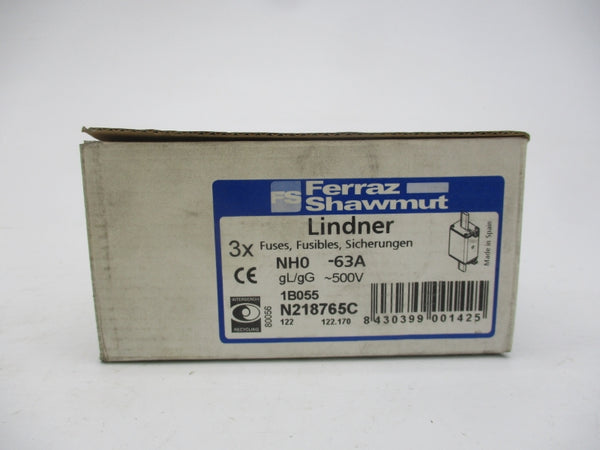 FS Ferraz Shawmut
Lindner
3x Fuses, Fusibles, Sicherungen
NH0 -63A
CE gL/gG ~500V
1B055
N218765C
122 122.170
8 430399 001425
80056
RECYCLING
Made in Spain